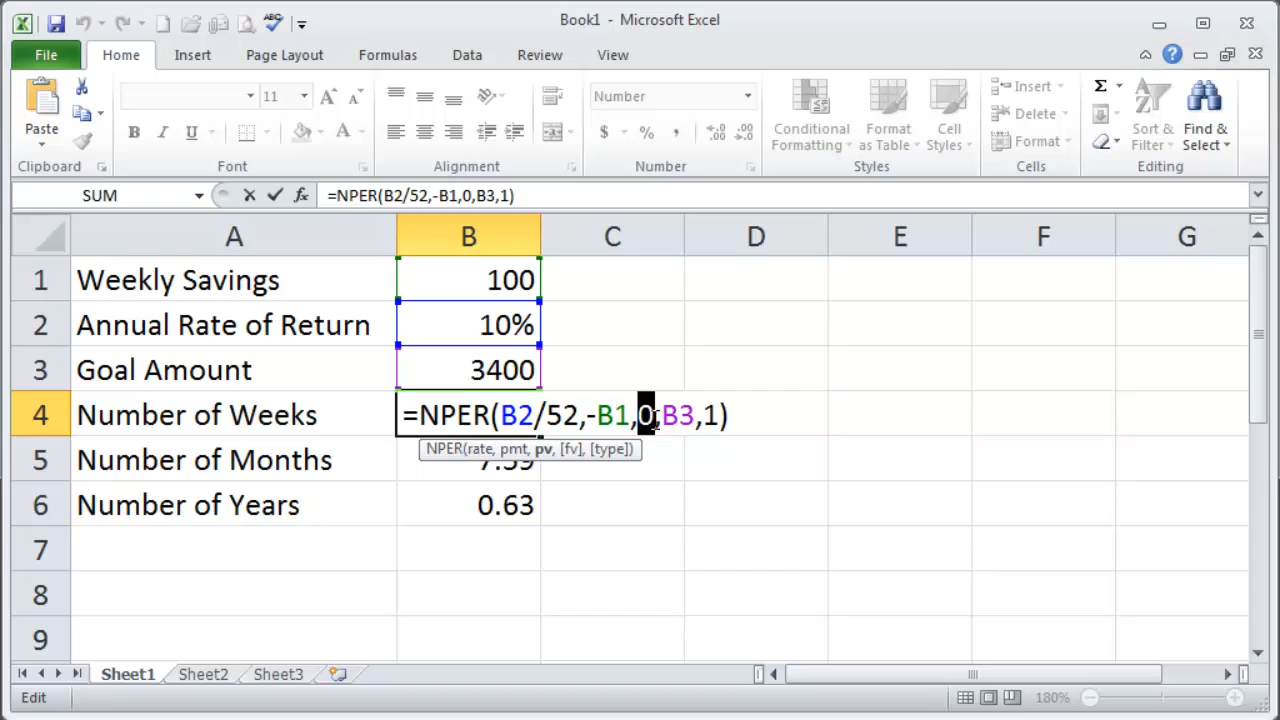 Book1 - Microsoft Excel
File Home Insert Page Layout Formulas Data Review View
Paste
11
B I U A
Number
$ % ,
Conditional Formatting
Format as Table
Cell Styles
Insert
Delete
Format
Σ
Sort & Filter
Find & Select
Clipboard Font Alignment Number Styles Cells Editing
SUM fx =NPER(B2/52,-B1,0,B3,1)
A B C D E F G
1 Weekly Savings 100
2 Annual Rate of Return 10%
3 Goal Amount 3400
4 Number of Weeks =NPER(B2/52,-B1,0,B3,1)
NPER(rate, pmt, pv, [fv], [type])
5 Number of Months 7.59
6 Number of Years 0.63
7
8
9
Sheet1 Sheet2 Sheet3
Edit 180%